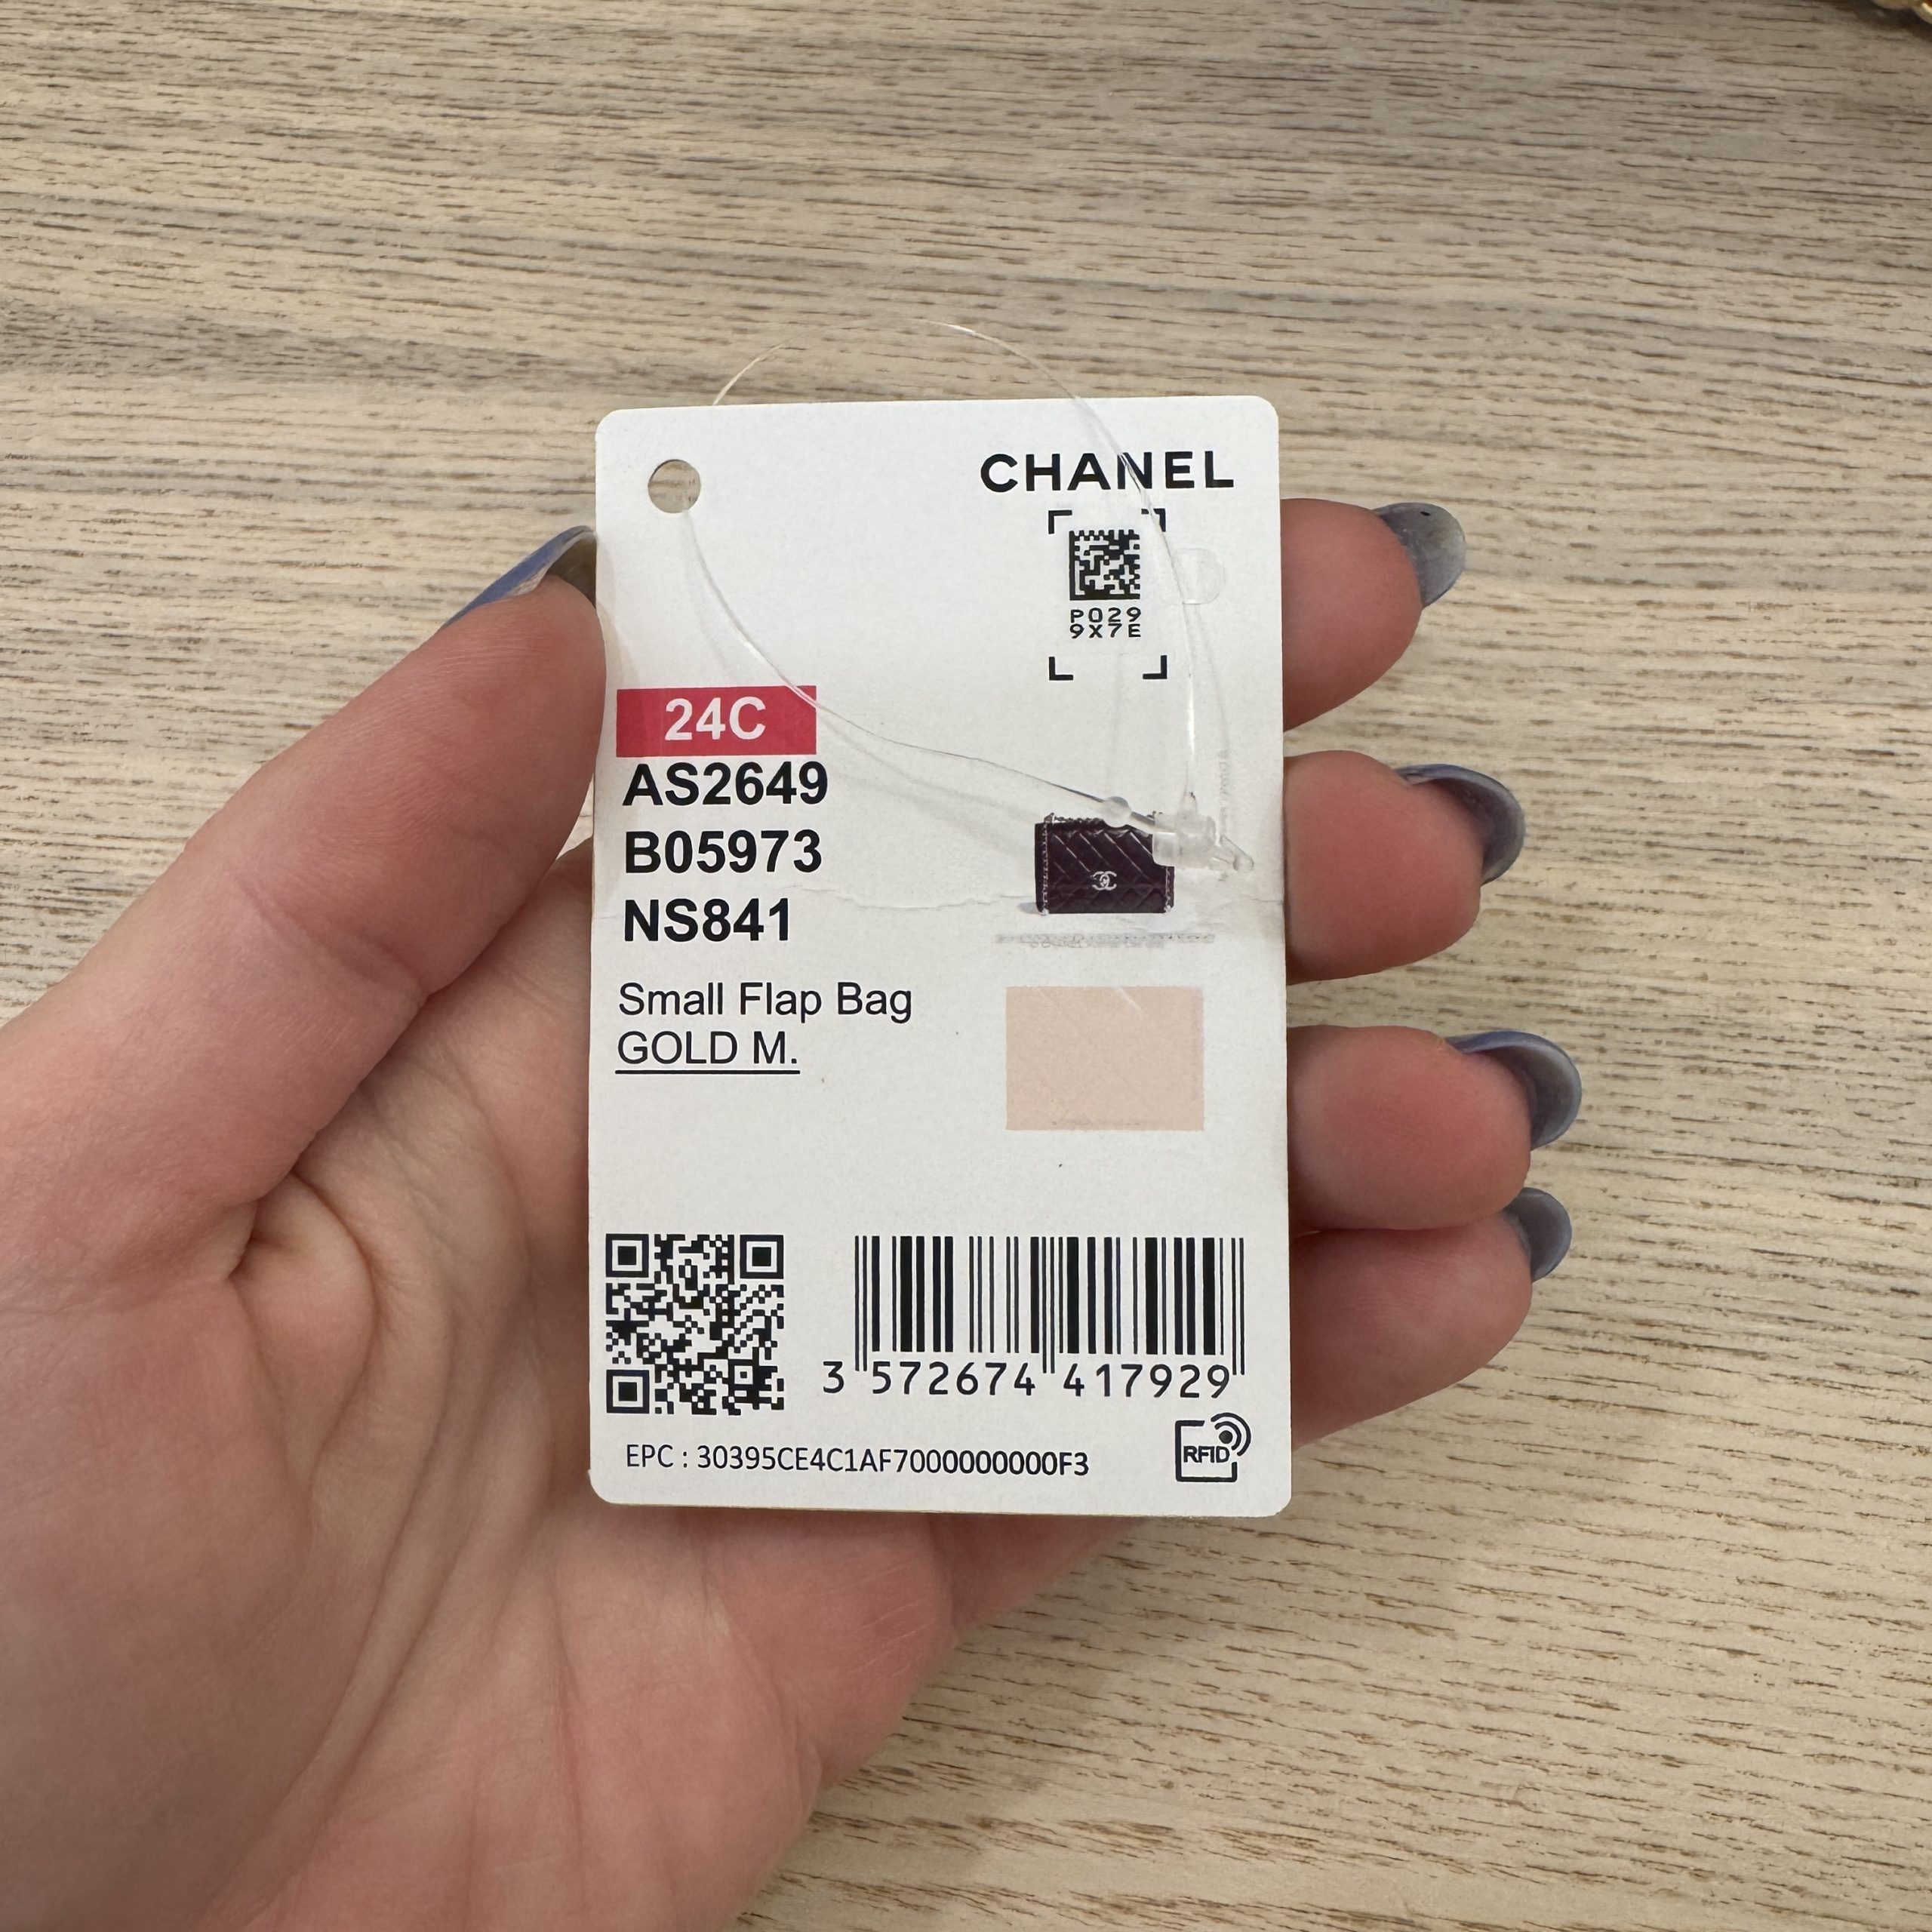 CHANEL
P029
9X7E
24C
AS2649
B05973
NS841
Small Flap Bag
GOLD M.
3 572674 417929
EPC : 30395CE4C1AF7000000000F3
RFID